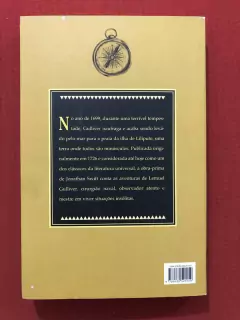 No ano de 1699, durante uma terrível tempes-
tade, Gulliver naufraga e acaba sendo leva-
do pelo mar para a praia da ilha de Lilipute, uma
terra onde todos são minúsculos. Publicada origi-
nalmente em 1726 e considerada até hoje como um
dos clássicos da literatura universal, a obra-prima
de Jonathan Swift conta as aventuras de Lemuel
Gulliver, cirurgião naval, observador atento e
mestre em viver situações insólitas.